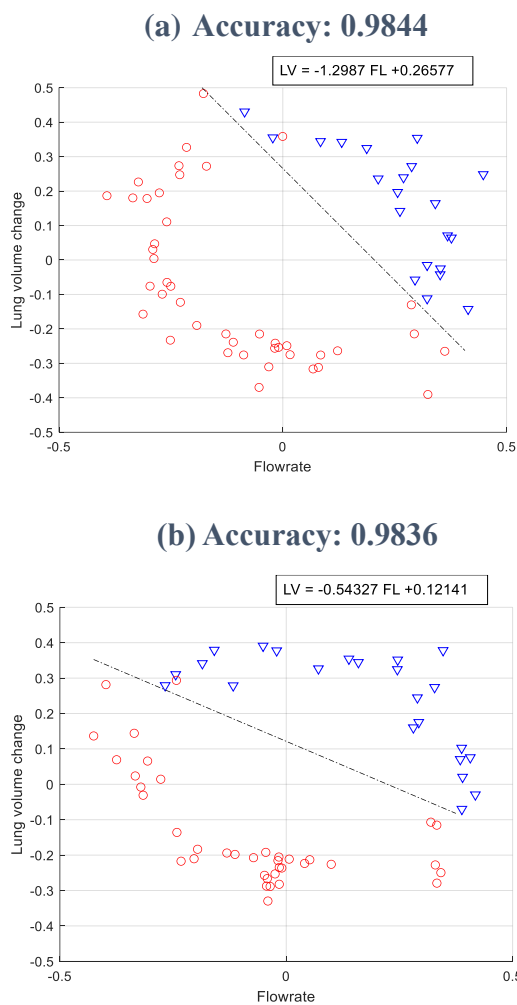 (a) Accuracy: 0.9844
LV = -1.2987 FL +0.26577
0.5
0.4
0.3
0.2
0.1
0
-0.1
-0.2
-0.3
-0.4
-0.5
Lung volume change
-0.5 0 0.5
Flowrate
(b) Accuracy: 0.9836
LV = -0.54327 FL +0.12141
0.5
0.4
0.3
0.2
0.1
0
-0.1
-0.2
-0.3
-0.4
-0.5
Lung volume change
-0.5 0 0.5
Flowrate